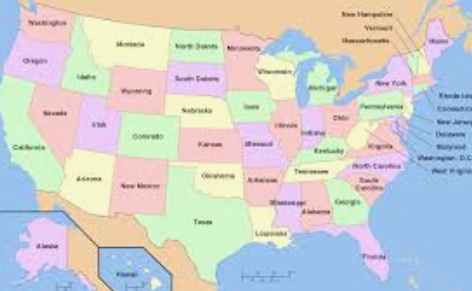 New Hampshire
Vermont
Massachusetts
Washington
Montana
North Dakota
Minnesota
Maine
Oregon
Idaho
Wyoming
South Dakota
Wisconsin
Michigan
New York
Rhode Isla
Connecti
New Jersey
Delaware
Maryland
Washington, D.C
West Virginia
Nevada
Utah
Colorado
Nebraska
Iowa
Illinois
Indiana
Ohio
Pennsylvania
California
Kansas
Missouri
Kentucky
Virginia
Arizona
New Mexico
Oklahoma
Arkansas
Tennessee
North Carolina
South
Carolina
Texas
Louisiana
Mississippi
Alabama
Georgia
Florida
Alaska
Hawaii